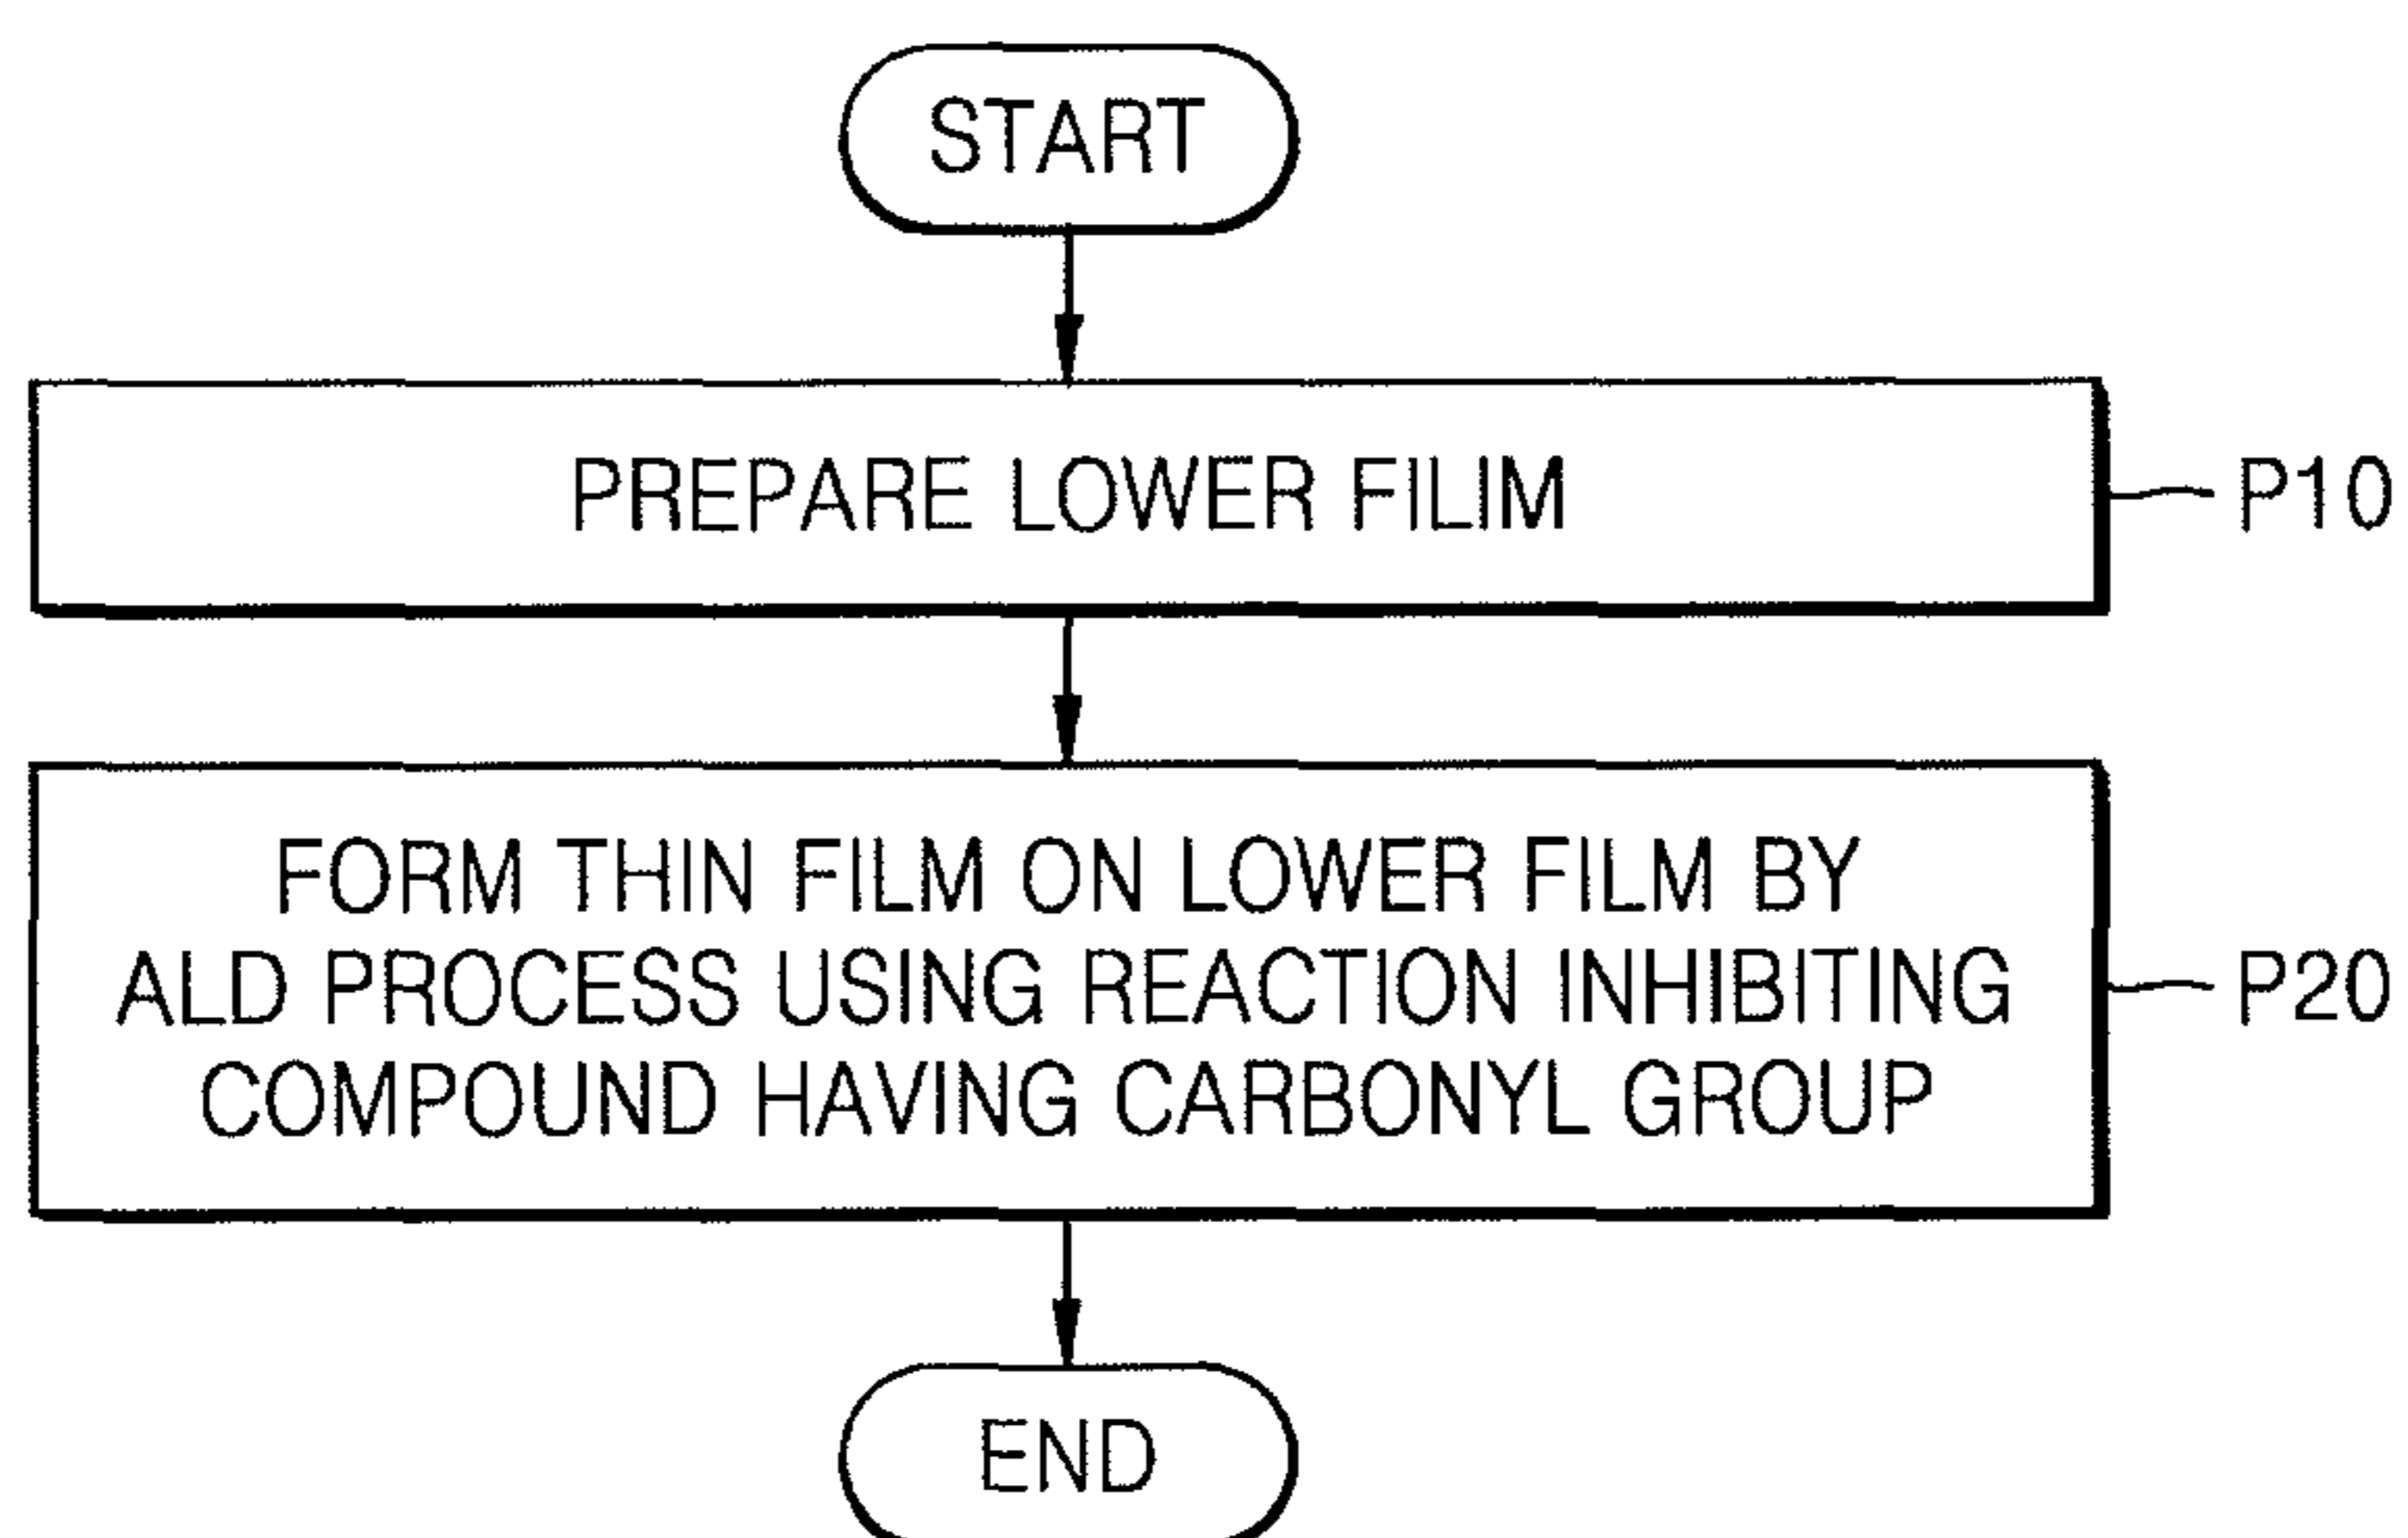 START
PREPARE LOWER FILIM
P10
FORM THIN FILM ON LOWER FILM BY
ALD PROCESS USING REACTION INHIBITING
P20
COMPOUND HAVING CARBONYL GROUP
END